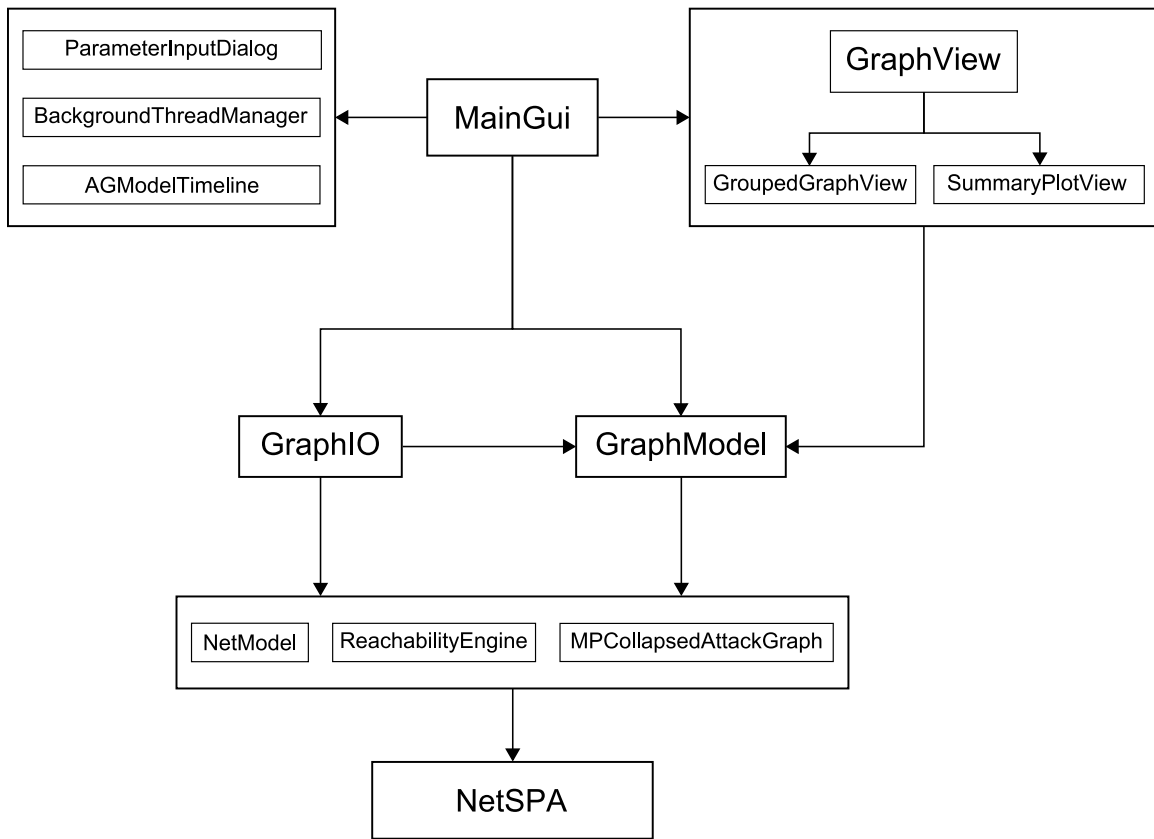 ParameterInputDialog
BackgroundThreadManager
AGModelTimeline
MainGui
GraphView
GroupedGraphView
SummaryPlotView
GraphIO
GraphModel
NetModel
ReachabilityEngine
MPCollapsedAttackGraph
NetSPA